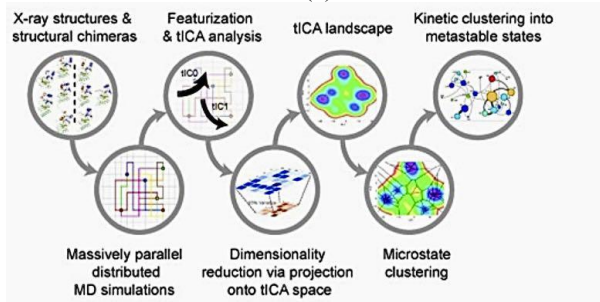 X-ray structures &
structural chimeras
Featurization
& tICA analysis
tICA landscape
Kinetic clustering into
metastable states
tIC0
tIC1
Massively parallel
distributed
MD simulations
Dimensionality
reduction via projection
onto tICA space
Microstate
clustering